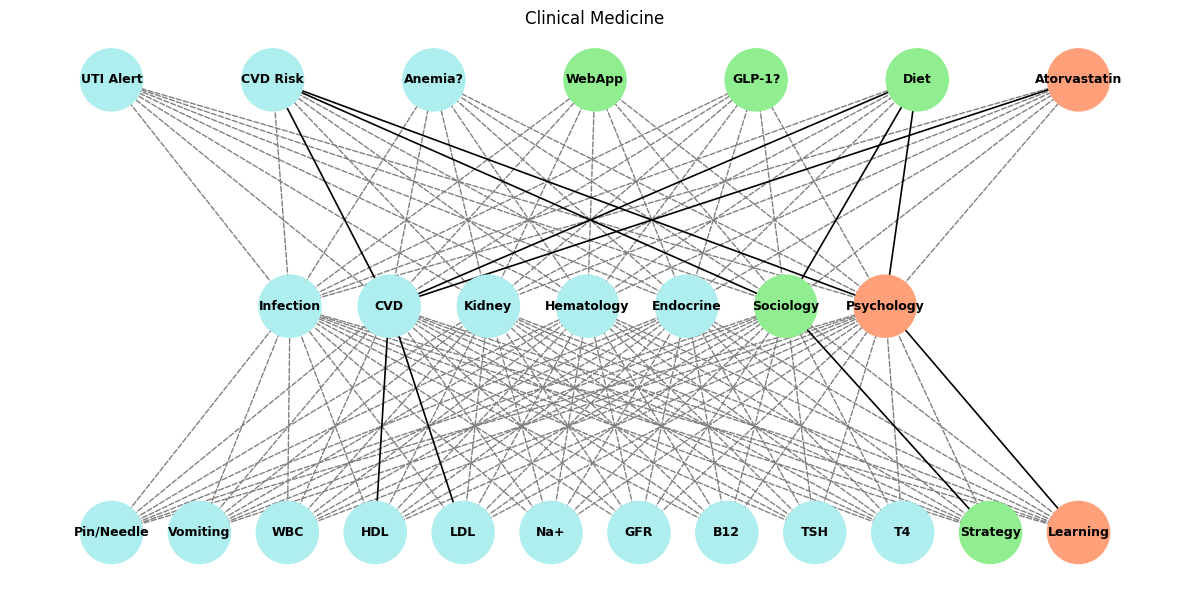 Clinical Medicine
UTI Alert
CVD Risk
Anemia?
WebApp
GLP-1?
Diet
Atorvastatin
Infection
CVD
Kidney
Hematology
Endocrine
Sociology
Psychology
Pin/Needle
Vomiting
WBC
HDL
LDL
Na+
GFR
B12
TSH
T4
Strategy
Learning